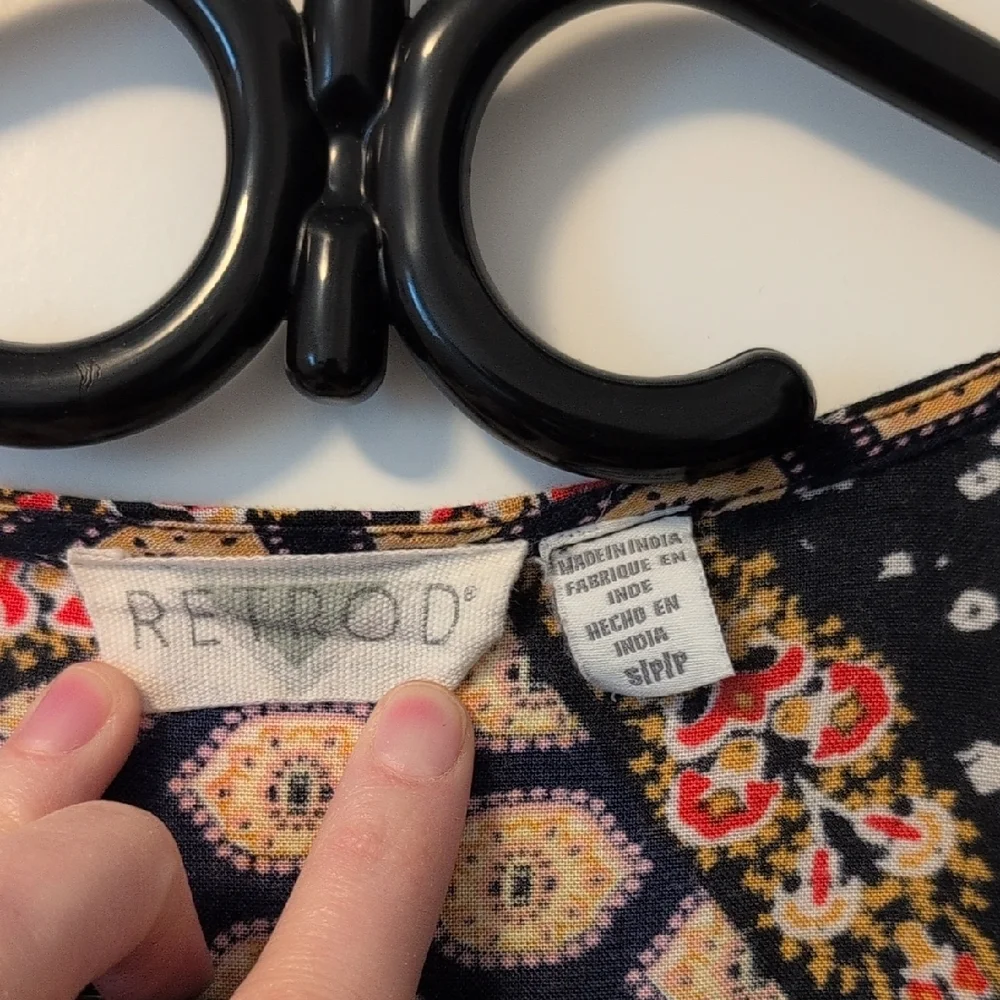 RETROD®
MADE IN INDIA
FABRIQUE EN
INDE
HECHO EN
INDIA
S/P/P